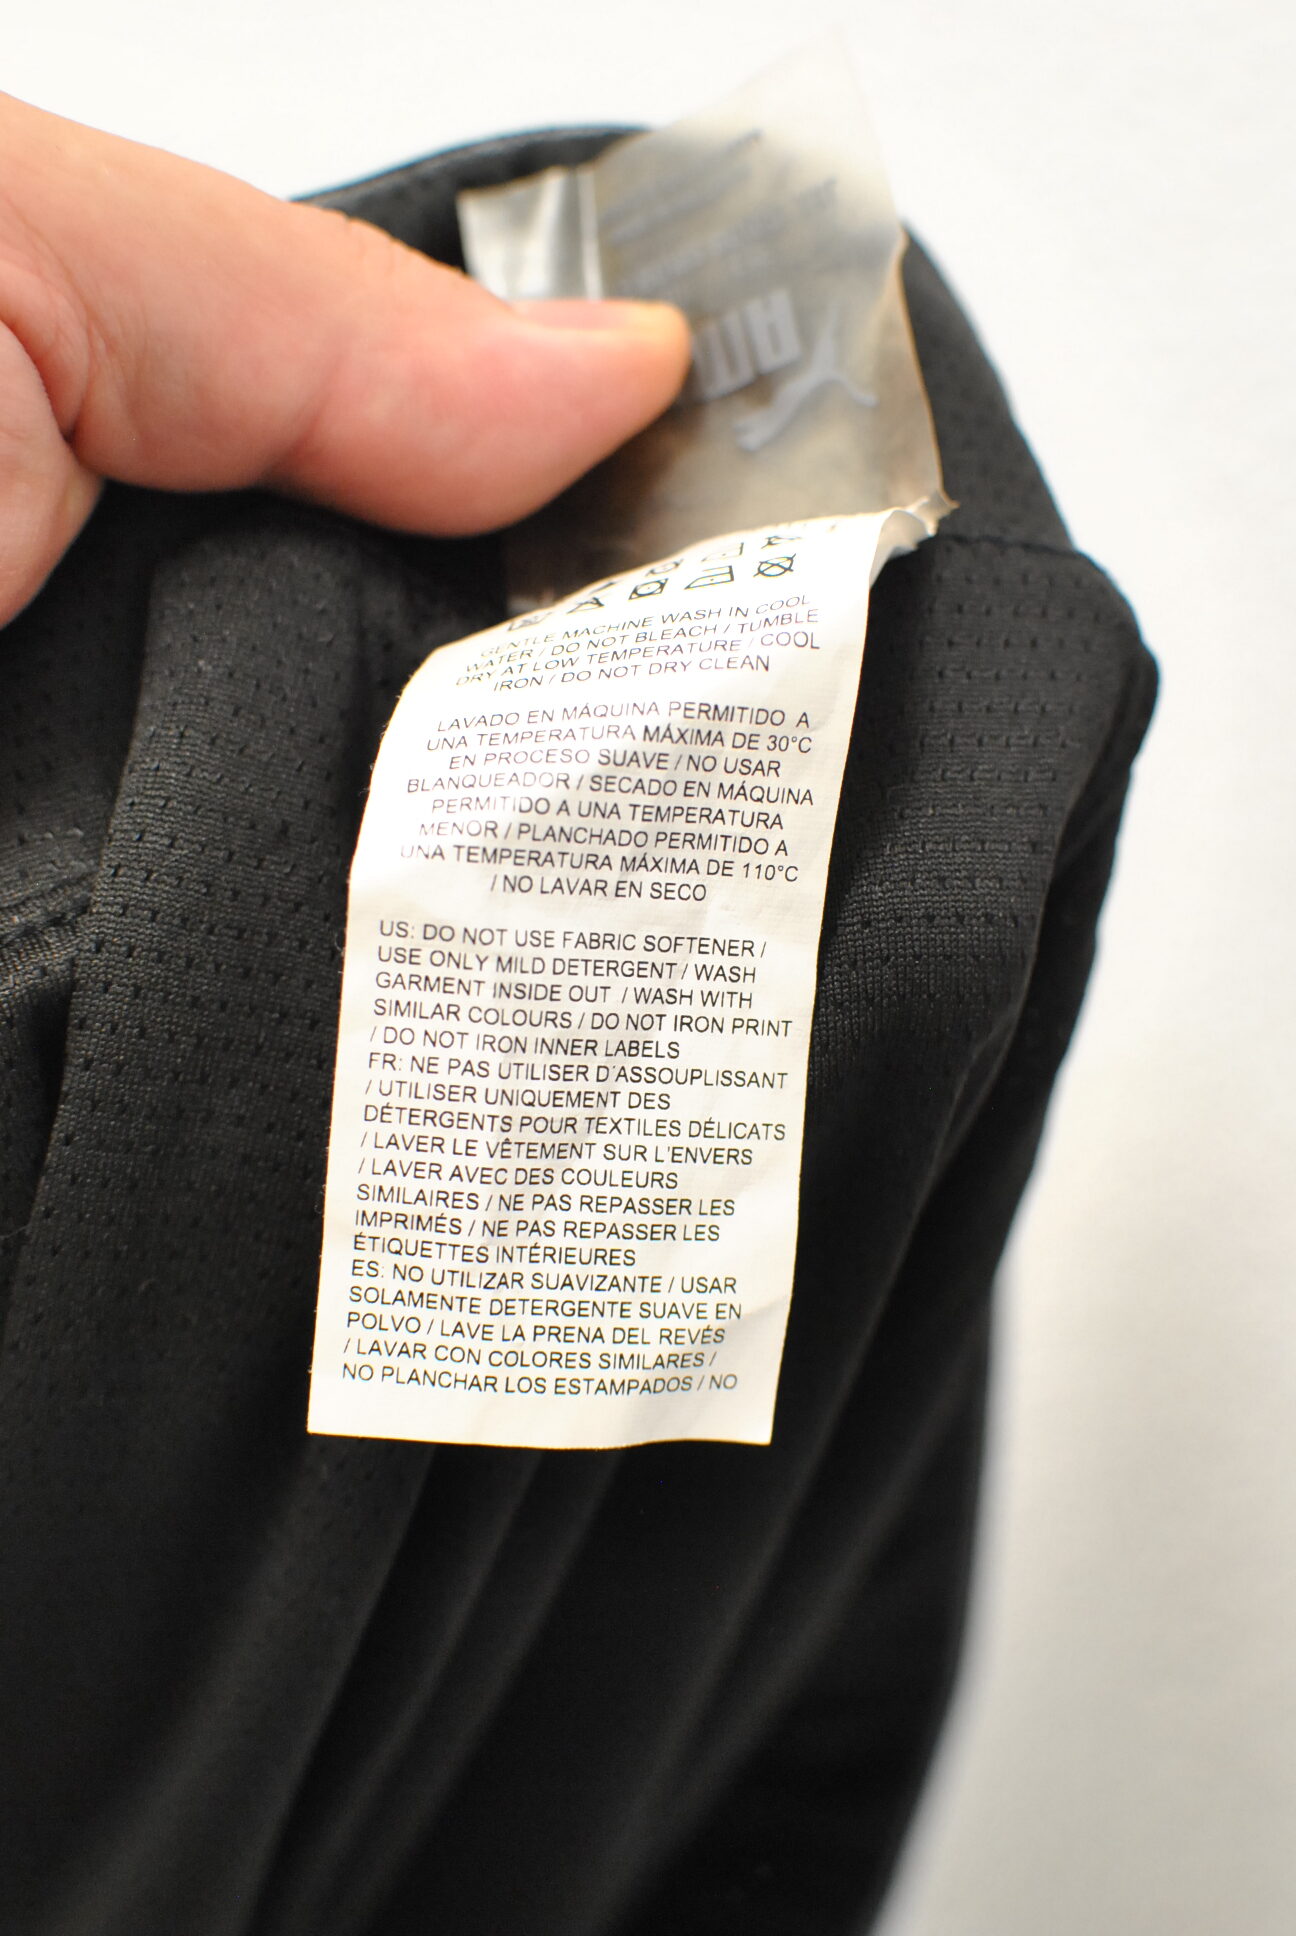 GENTLE MACHINE WASH IN COOL
WATER / DO NOT BLEACH / TUMBLE
DRY AT LOW TEMPERATURE / COOL
IRON / DO NOT DRY CLEAN
LAVADO EN MÁQUINA PERMITIDO A
UNA TEMPERATURA MÁXIMA DE 30°C
EN PROCESO SUAVE / NO USAR
BLANQUEADOR / SECADO EN MÁQUINA
PERMITIDO A UNA TEMPERATURA
MENOR / PLANCHADO PERMITIDO A
UNA TEMPERATURA MÁXIMA DE 110°C
/ NO LAVAR EN SECO
US: DO NOT USE FABRIC SOFTENER /
USE ONLY MILD DETERGENT / WASH
GARMENT INSIDE OUT / WASH WITH
SIMILAR COLOURS / DO NOT IRON PRINT
/ DO NOT IRON INNER LABELS
FR: NE PAS UTILISER D'ASSOUPLISSANT
/ UTILISER UNIQUEMENT DES
DÉTERGENTS POUR TEXTILES DÉLICATS
/ LAVER LE VÊTEMENT SUR L'ENVERS
/ LAVER AVEC DES COULEURS
SIMILAIRES / NE PAS REPASSER LES
IMPRIMÉS / NE PAS REPASSER LES
ÉTIQUETTES INTÉRIEURES
ES: NO UTILIZAR SUAVIZANTE / USAR
SOLAMENTE DETERGENTE SUAVE EN
POLVO / LAVE LA PRENA DEL REVÉS
/ LAVAR CON COLORES SIMILARES /
NO PLANCHAR LOS ESTAMPADOS / NO